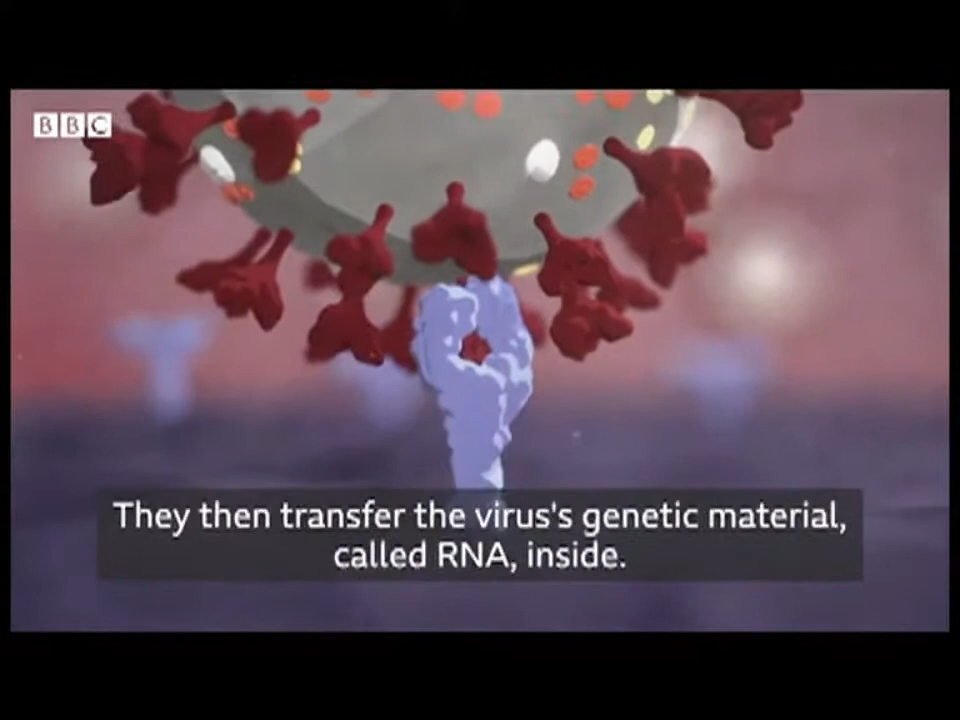 BBC
They then transfer the virus's genetic material,
called RNA, inside.